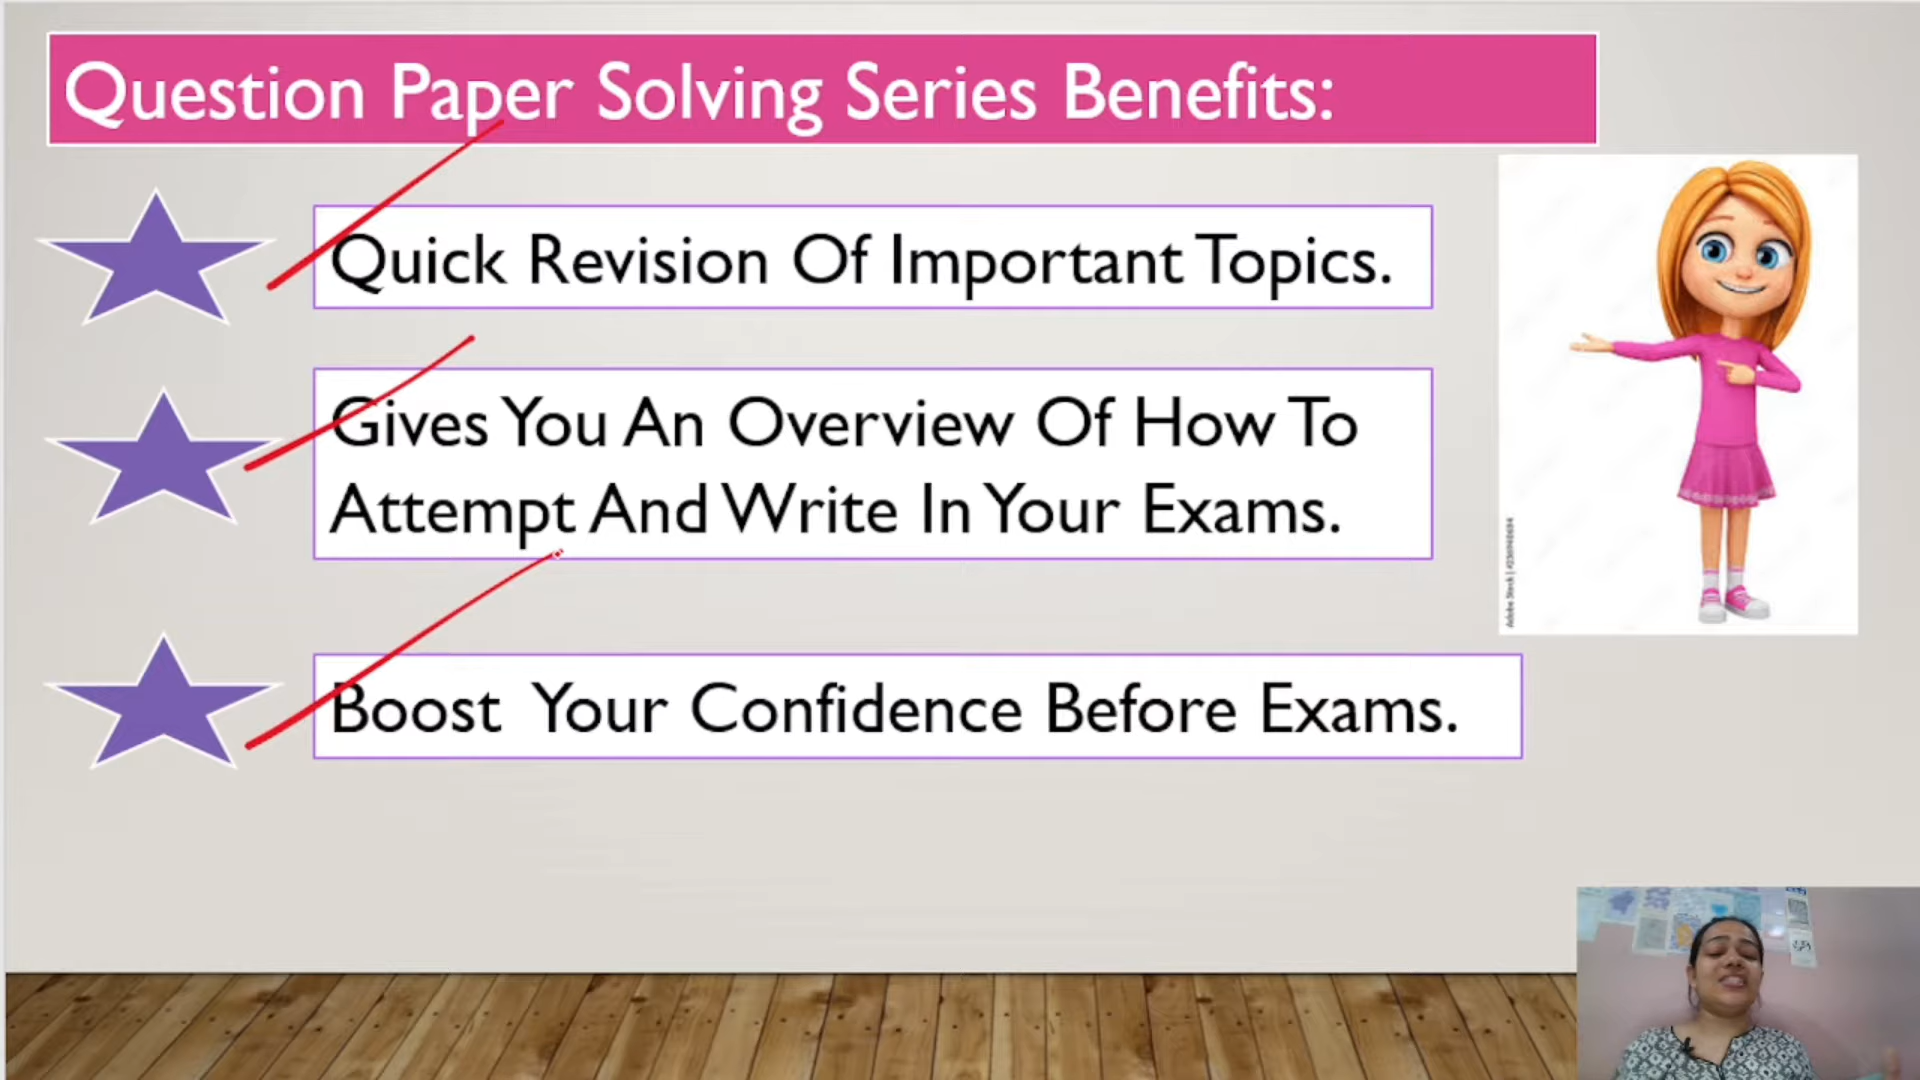 Question Paper Solving Series Benefits:
Quick Revision Of Important Topics.
Gives You An Overview Of How To
Attempt And Write In Your Exams.
Boost Your Confidence Before Exams.